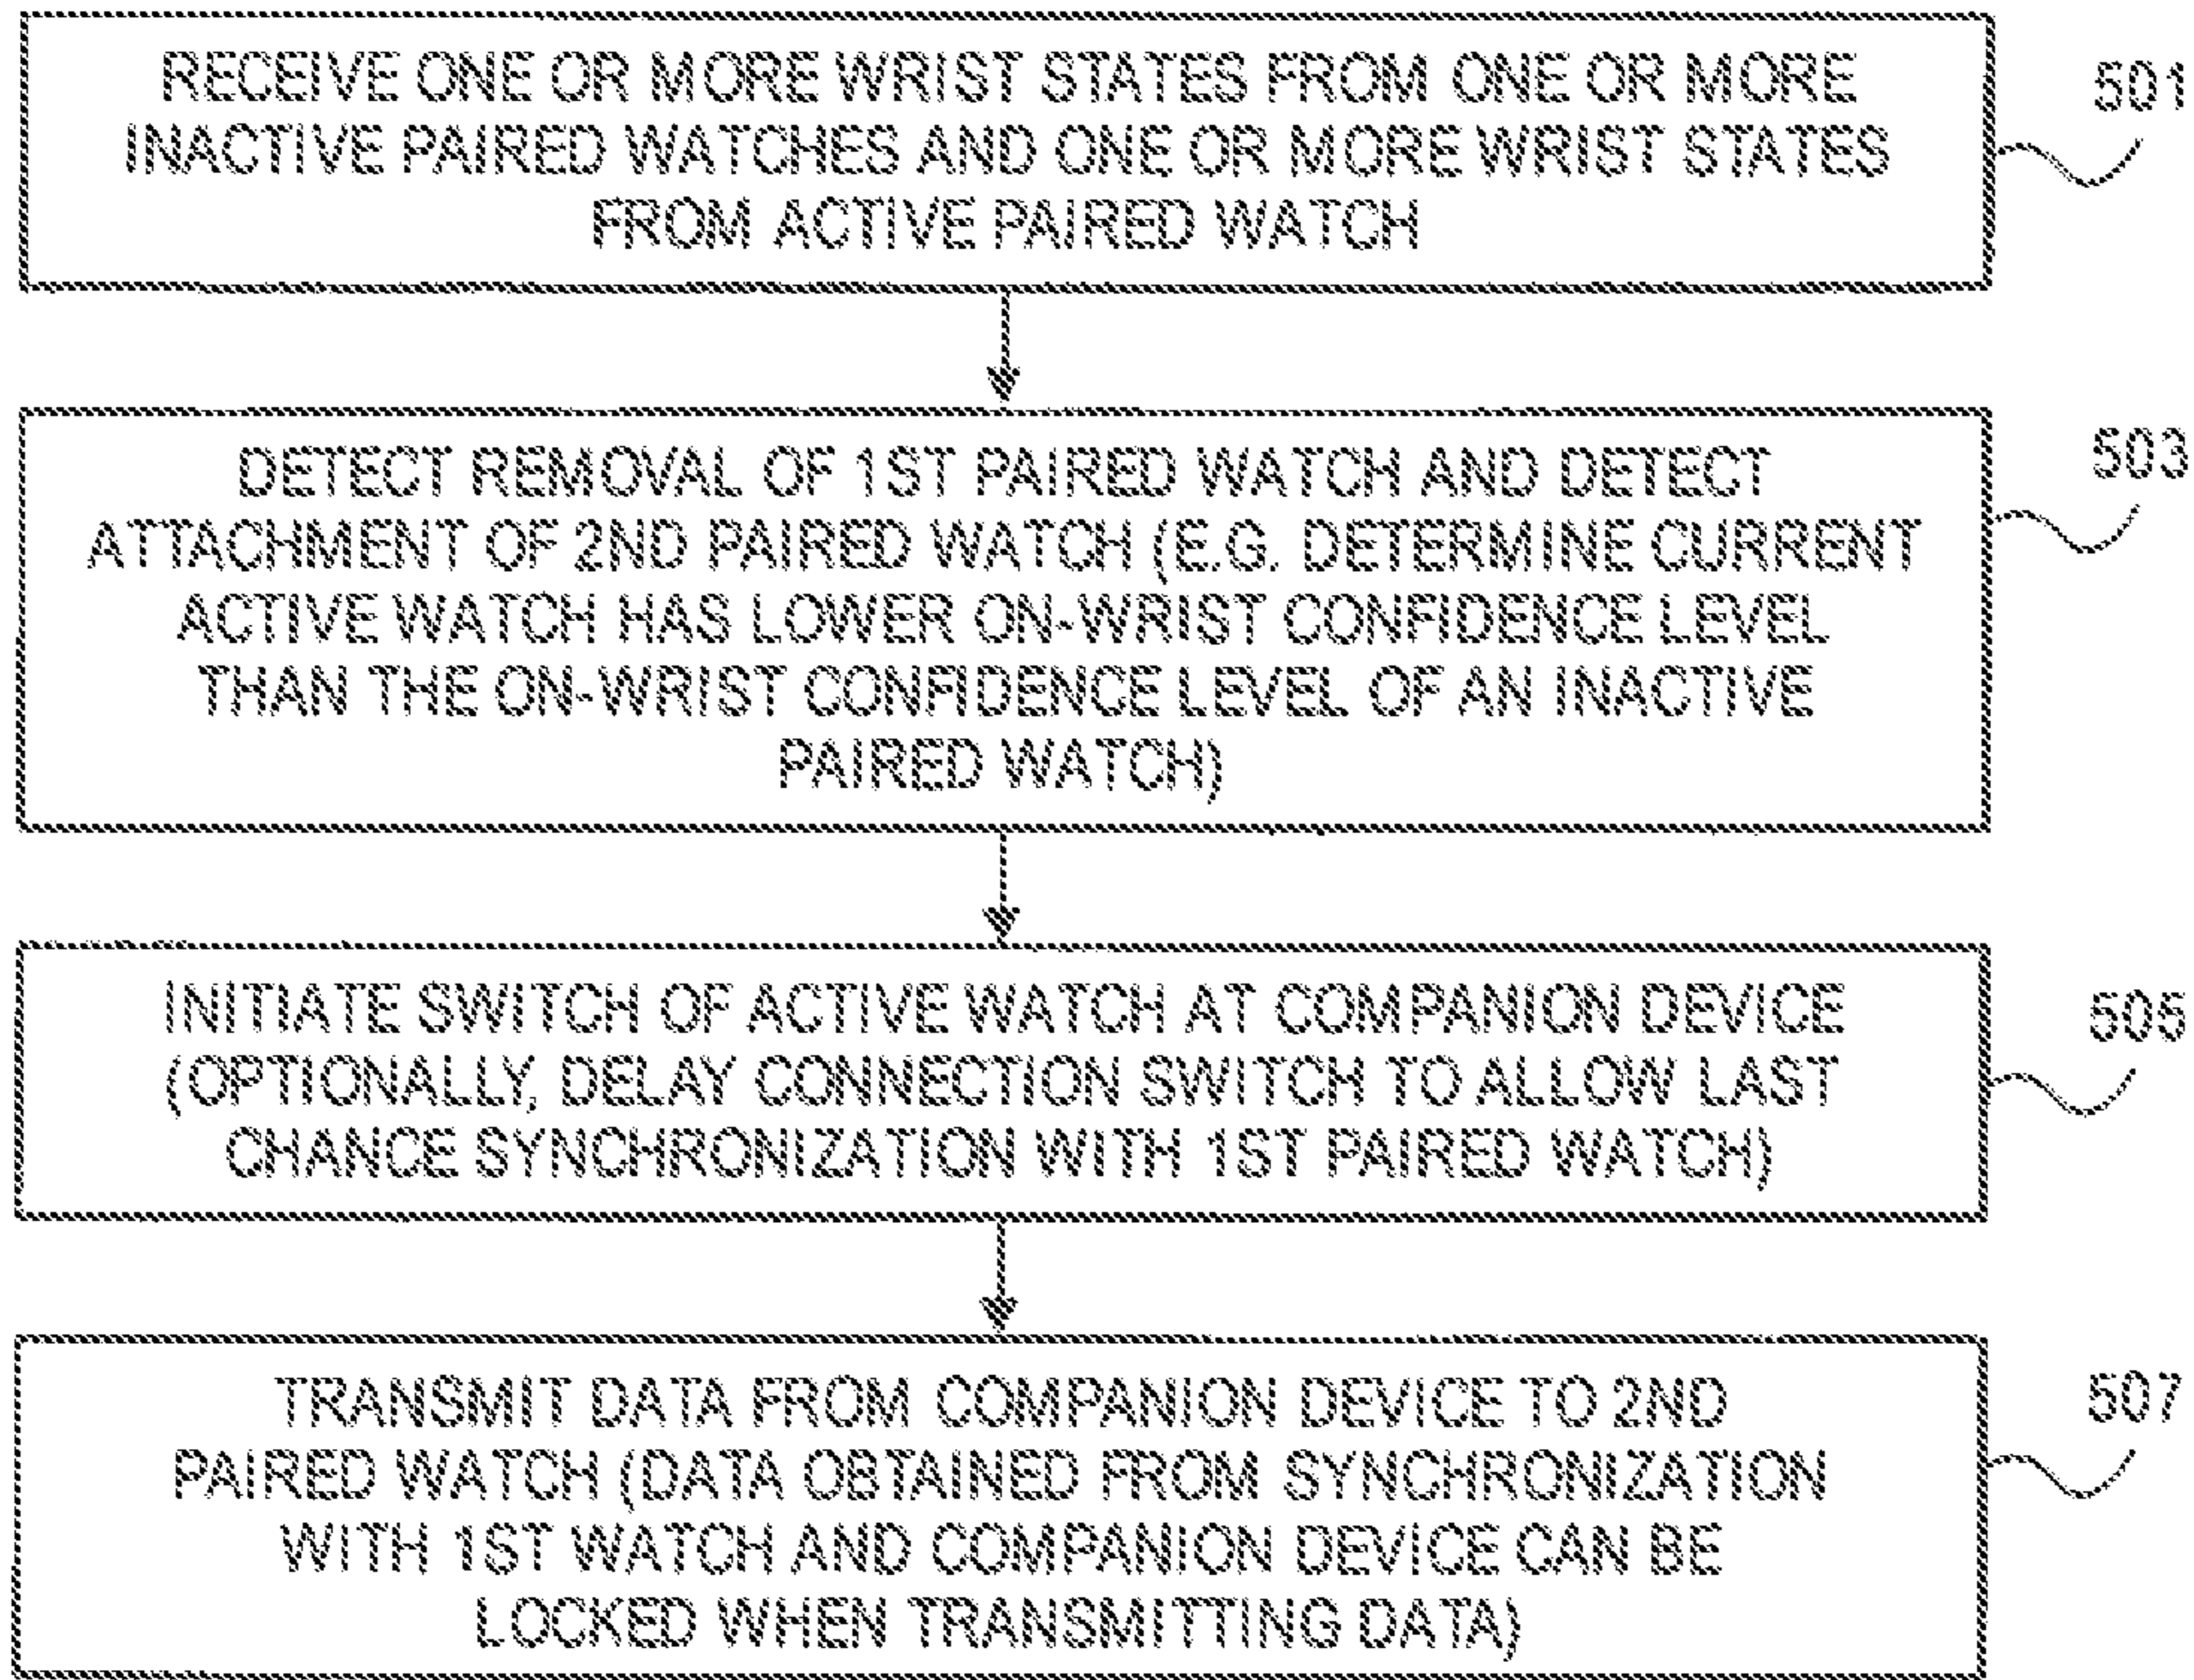 RECEIVE ONE OR MORE WRIST STATES FROM ONE OR MORE
INACTIVE PAIRED WATCHES AND ONE OR MORE WRIST STATES
FROM ACTIVE PAIRED WATCH
501
DETECT REMOVAL OF 1ST PAIRED WATCH AND DETECT
ATTACHMENT OF 2ND PAIRED WATCH (E.G. DETERMINE CURRENT
ACTIVE WATCH HAS LOWER ON-WRIST CONFIDENCE LEVEL
THAN THE ON-WRIST CONFIDENCE LEVEL OF AN INACTIVE
PAIRED WATCH)
503
INITIATE SWITCH OF ACTIVE WATCH AT COMPANION DEVICE
(OPTIONALLY, DELAY CONNECTION SWITCH TO ALLOW LAST
CHANCE SYNCHRONIZATION WITH 1ST PAIRED WATCH)
505
TRANSMIT DATA FROM COMPANION DEVICE TO 2ND
PAIRED WATCH (DATA OBTAINED FROM SYNCHRONIZATION
WITH 1ST WATCH AND COMPANION DEVICE CAN BE
LOCKED WHEN TRANSMITTING DATA)
507